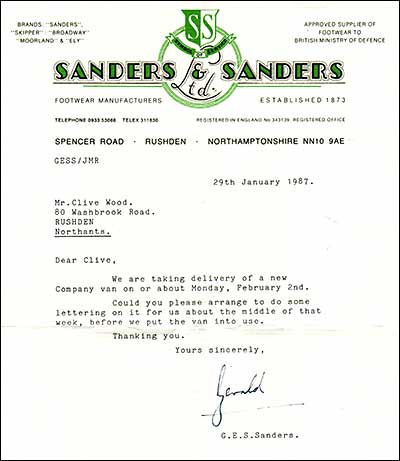 BRANDS: "SANDERS",
"SKIPPER", "BROADWAY"
"MOORLAND" & "ELY"
SS
APPROVED SUPPLIER OF
FOOTWEAR TO
BRITISH MINISTRY OF DEFENCE
SANDERS & SANDERS
Ltd.
FOOTWEAR MANUFACTURERS
ESTABLISHED 1873
TELEPHONE 0933 53066 TELEX 311630
REGISTERED IN ENGLAND No 343139. REGISTERED OFFICE
SPENCER ROAD · RUSHDEN · NORTHAMPTONSHIRE NN10 9AE
GESS/JMR
29th January 1987.
Mr.Clive Wood.
80 Washbrook Road.
RUSHDEN
Northants.
Dear Clive,
We are taking delivery of a new
Company van on or about Monday, February 2nd.
Could you please arrange to do some
lettering on it for us about the middle of that
week, before we put the van into use.
Thanking you.
Yours sincerely,
Gerald
G.E.S.Sanders.